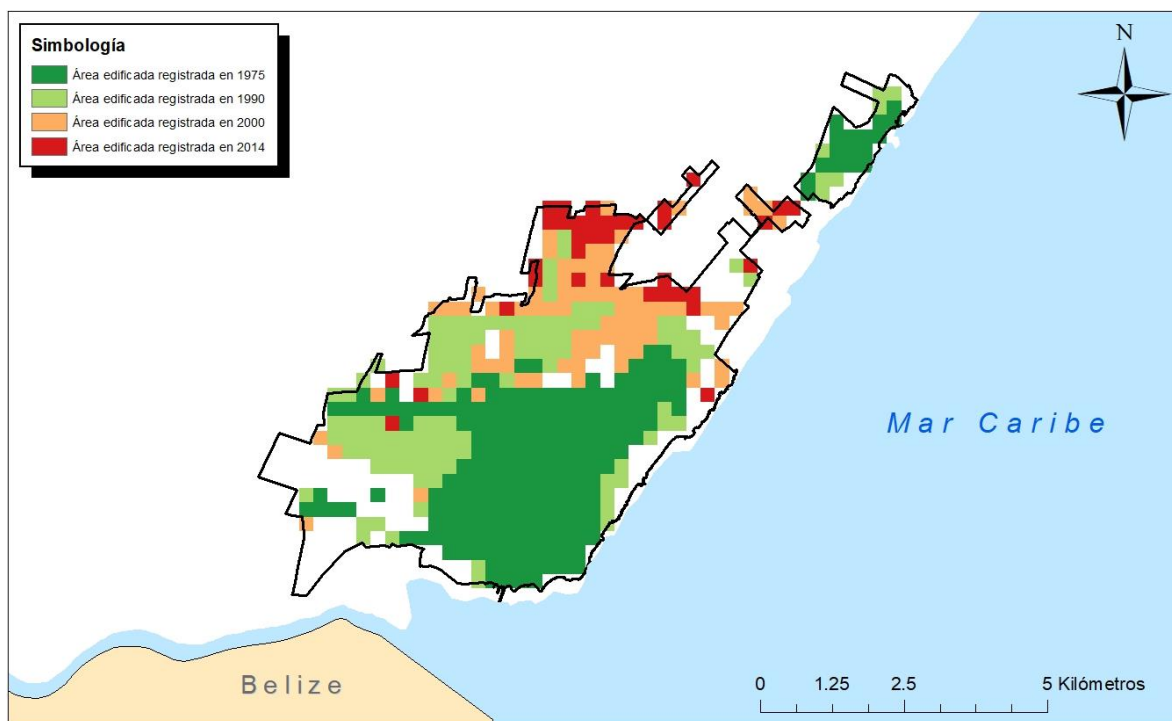 Simbología
Área edificada registrada en 1975
Área edificada registrada en 1990
Área edificada registrada en 2000
Área edificada registrada en 2014
N
Mar Caribe
Belize
0 1.25 2.5 5 Kilómetros